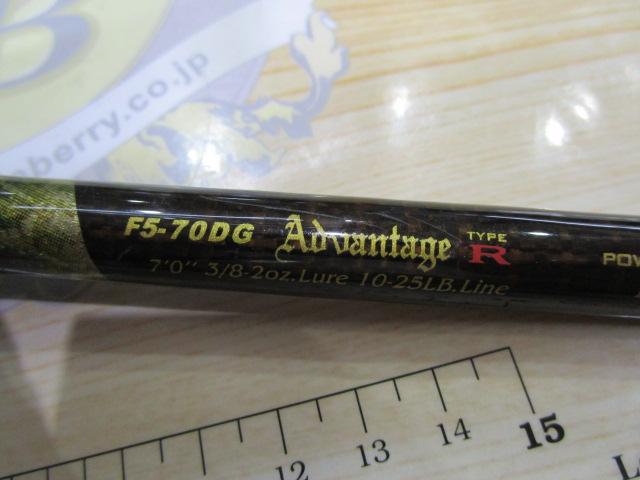 B
eberry.co.jp
F5-70DG Advantage TYPE R POW
7'0" 3/8-2oz.Lure 10-25LB.Line
12 13 14 15